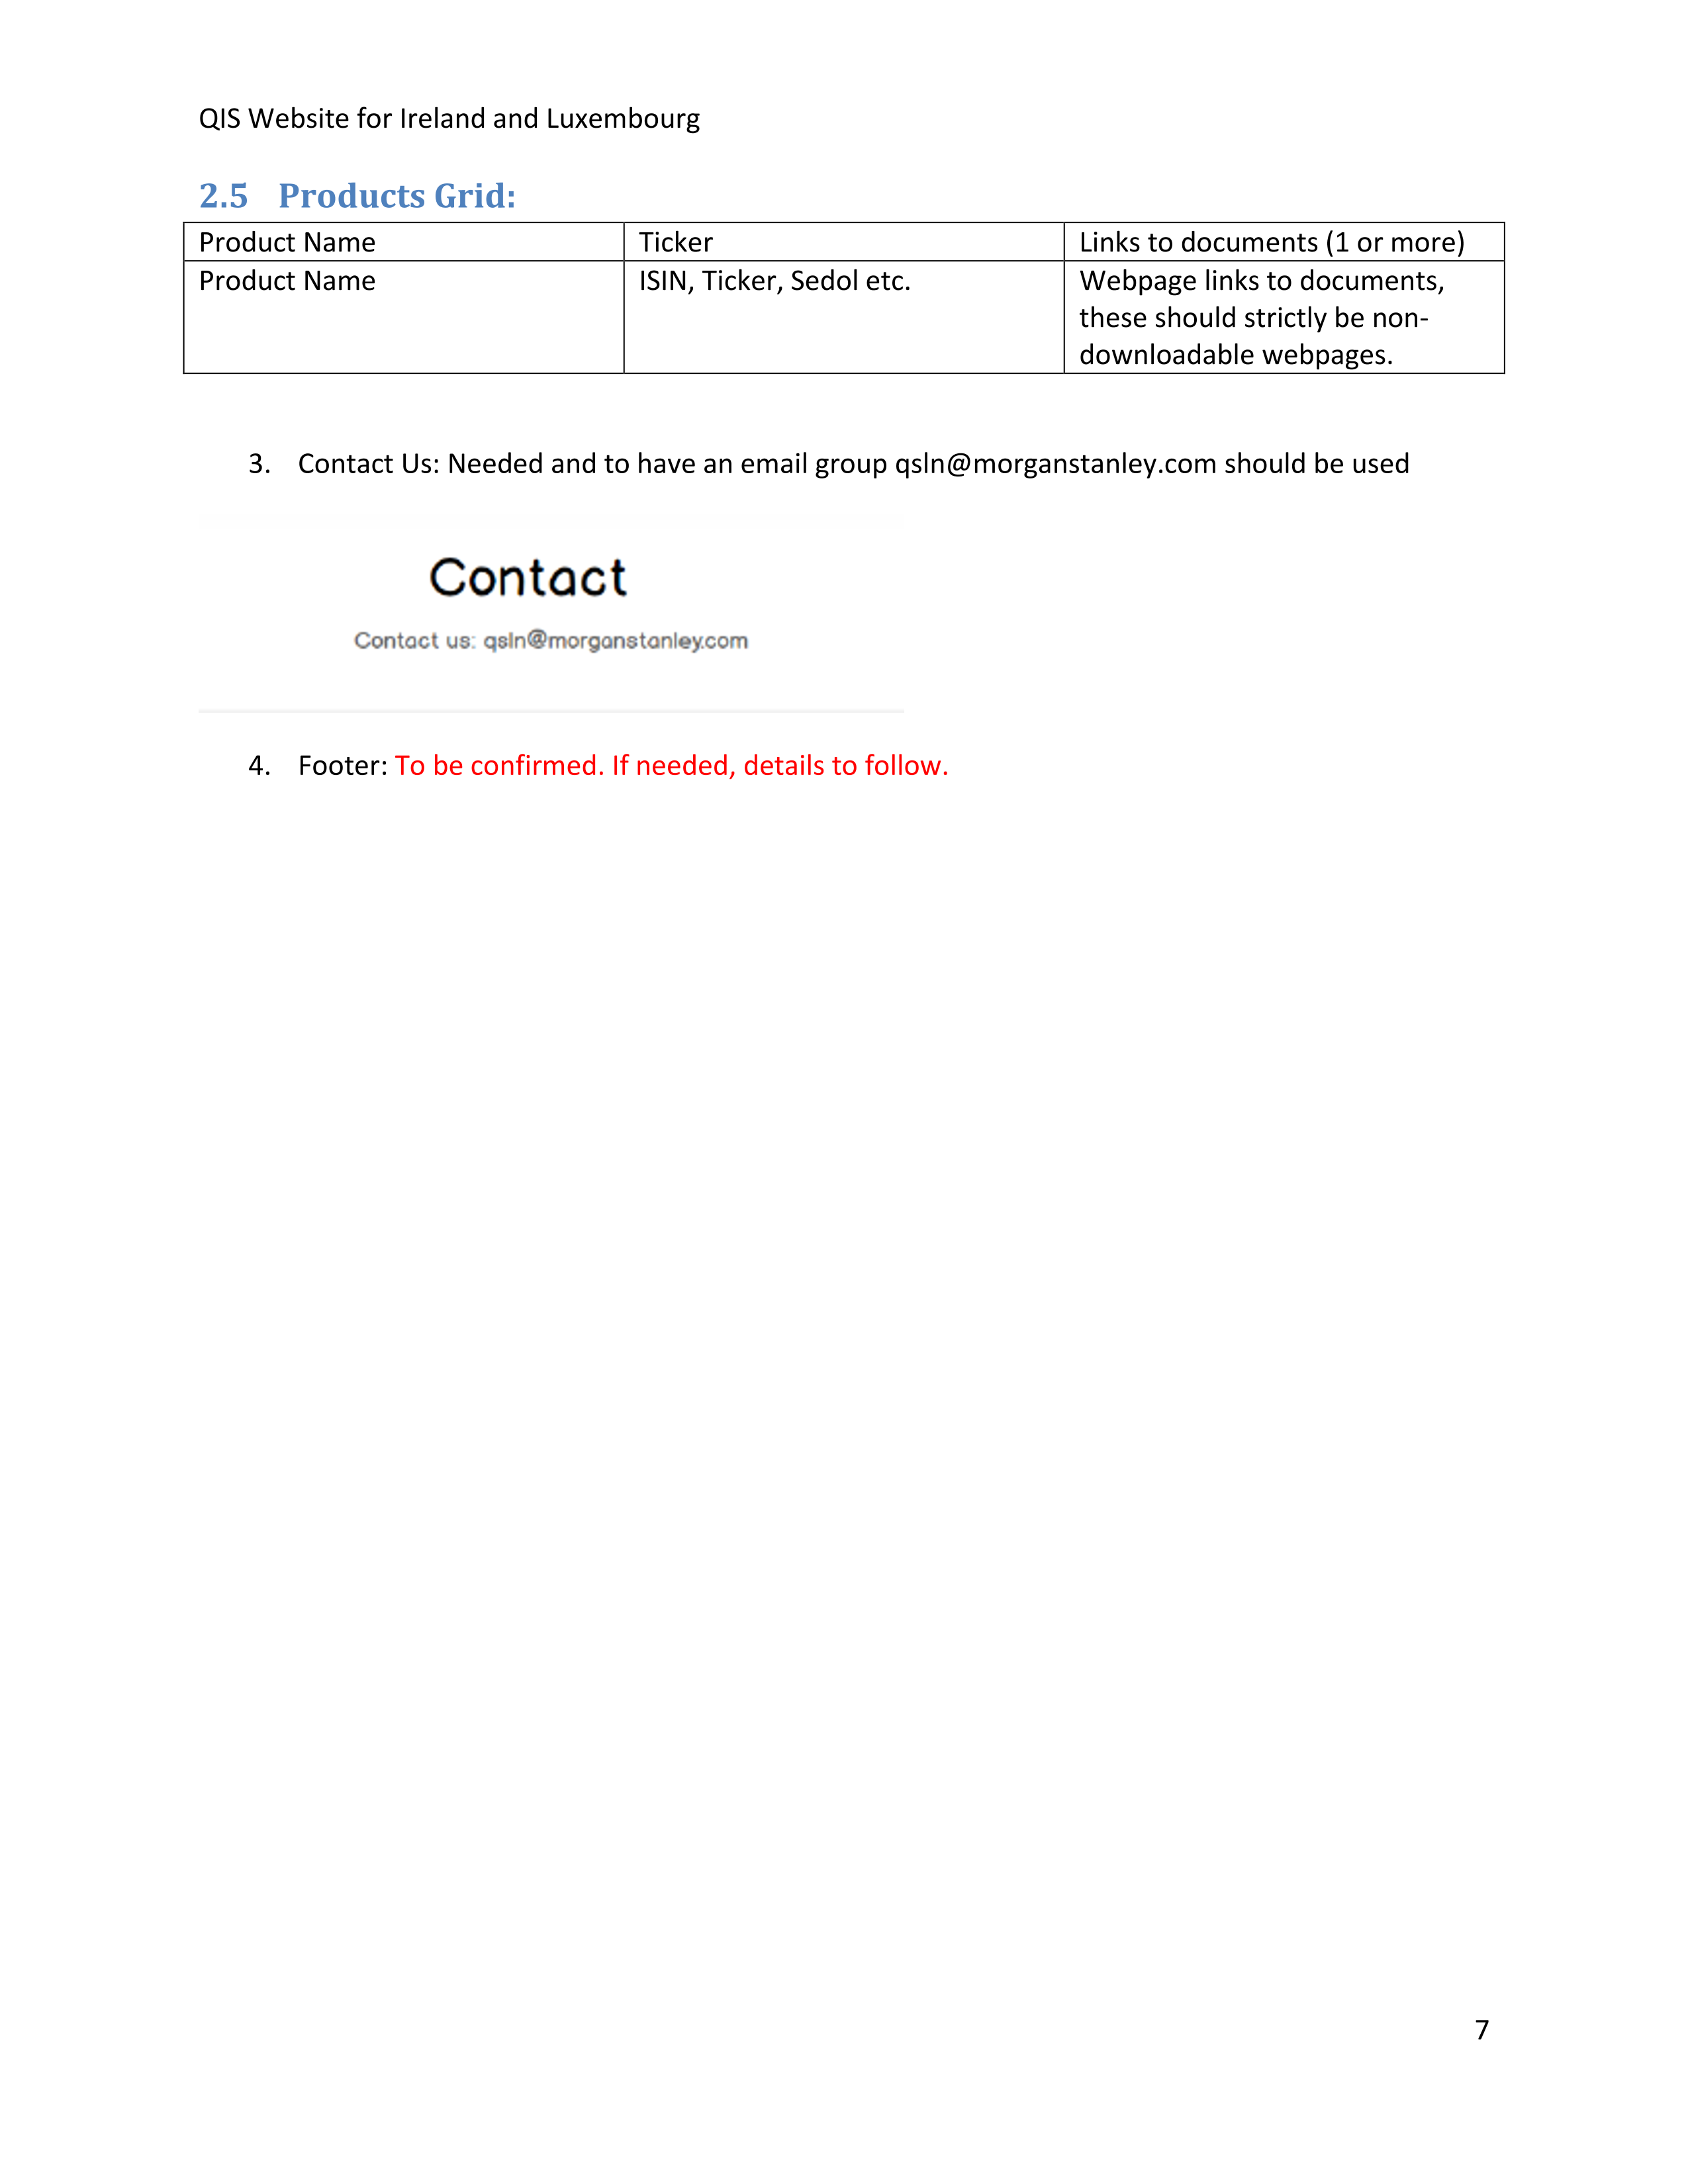 QIS Website for Ireland and Luxembourg
2.5 Products Grid:
Product Name Ticker Links to documents (1 or more)
Product Name ISIN, Ticker, Sedol etc. Webpage links to documents,
these should strictly be non-
downloadable webpages.
3. Contact Us: Needed and to have an email group qsln@morganstanley.com should be used
Contact
Contact us: qsln@morganstanley.com
4. Footer: To be confirmed. If needed, details to follow.
7